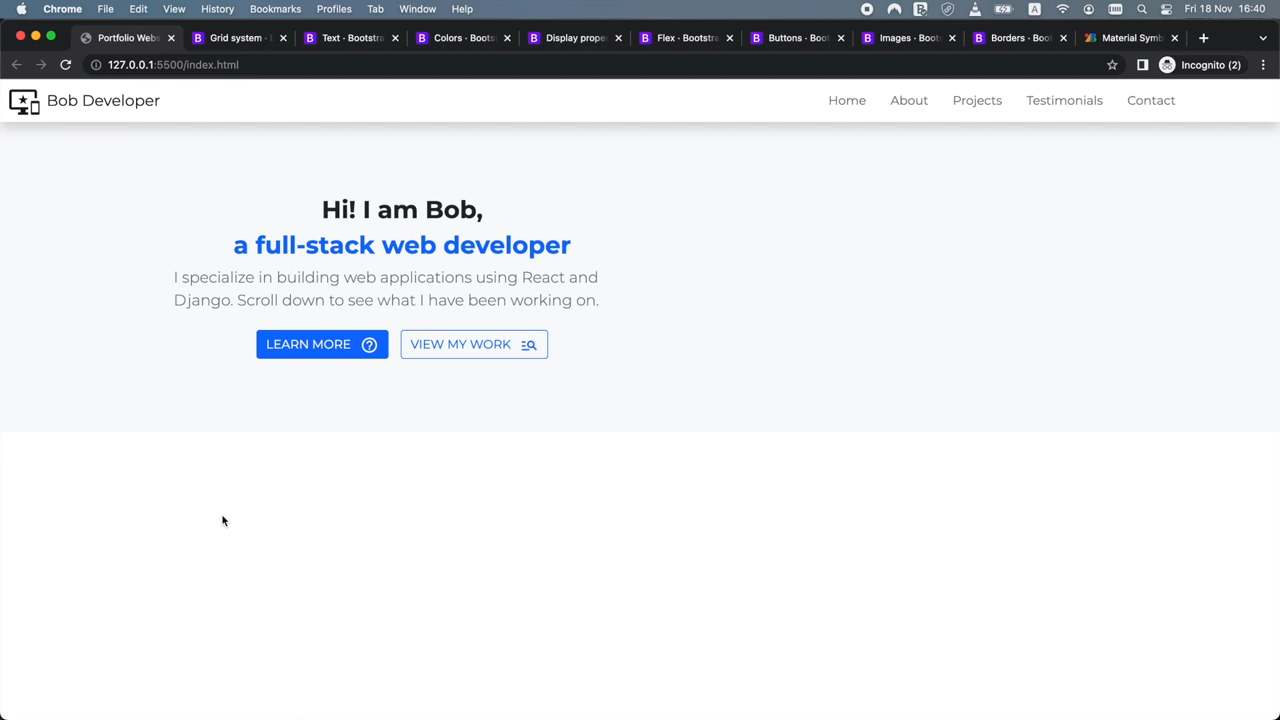 Chrome File Edit View History Bookmarks Profiles Tab Window Help A Fri 18 Nov 16:40
Portfolio Webs Grid system - L Text - Bootstra Colors - Boots Display prope Flex - Bootstra Buttons - Boot Images - Boots Borders - Boot Material Symb
127.0.0.1:5500/index.html Incognito (2)
Bob Developer Home About Projects Testimonials Contact
Hi! I am Bob,
a full-stack web developer
I specialize in building web applications using React and
Django. Scroll down to see what I have been working on.
LEARN MORE VIEW MY WORK